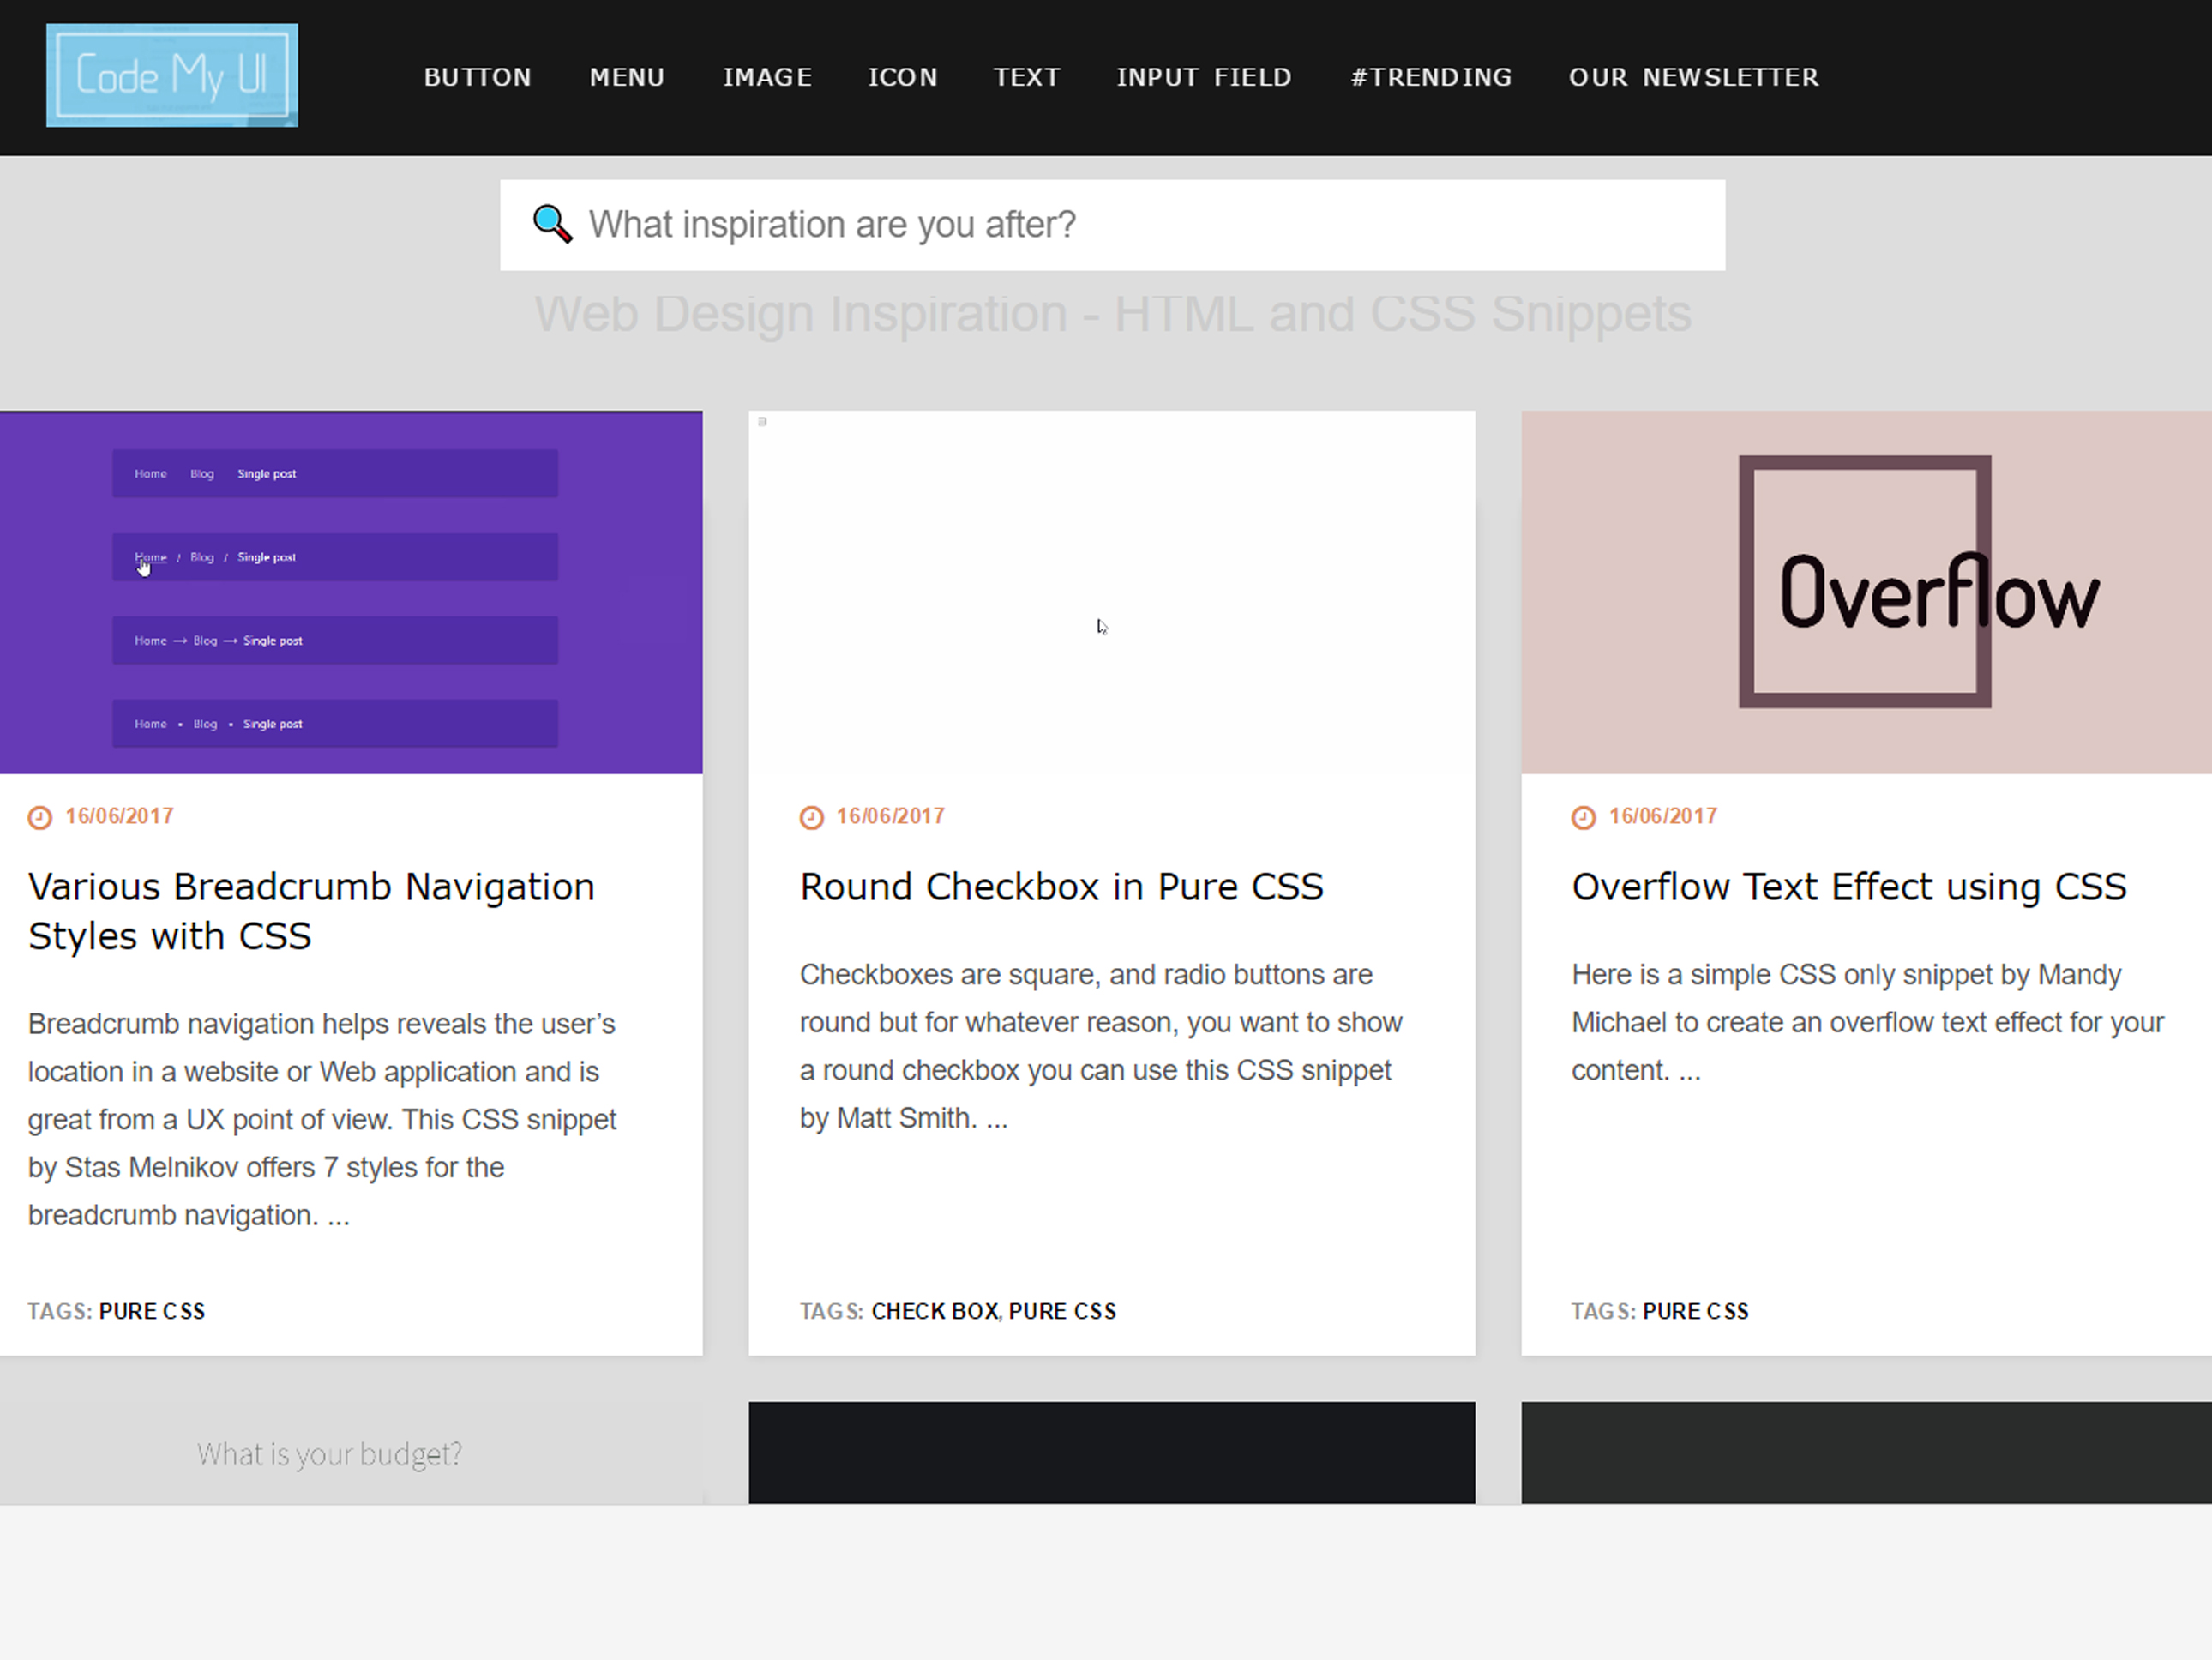 Code My UI
BUTTON MENU IMAGE ICON TEXT INPUT FIELD #TRENDING OUR NEWSLETTER
What inspiration are you after?
Web Design Inspiration - HTML and CSS Snippets
Home Blog Single post
Home / Blog / Single post
Home → Blog → Single post
Home • Blog • Single post
16/06/2017
Various Breadcrumb Navigation
Styles with CSS
Breadcrumb navigation helps reveals the user’s
location in a website or Web application and is
great from a UX point of view. This CSS snippet
by Stas Melnikov offers 7 styles for the
breadcrumb navigation. ...
TAGS: PURE CSS
16/06/2017
Round Checkbox in Pure CSS
Checkboxes are square, and radio buttons are
round but for whatever reason, you want to show
a round checkbox you can use this CSS snippet
by Matt Smith. ...
TAGS: CHECK BOX, PURE CSS
Overflow
16/06/2017
Overflow Text Effect using CSS
Here is a simple CSS only snippet by Mandy
Michael to create an overflow text effect for your
content. ...
TAGS: PURE CSS
What is your budget?